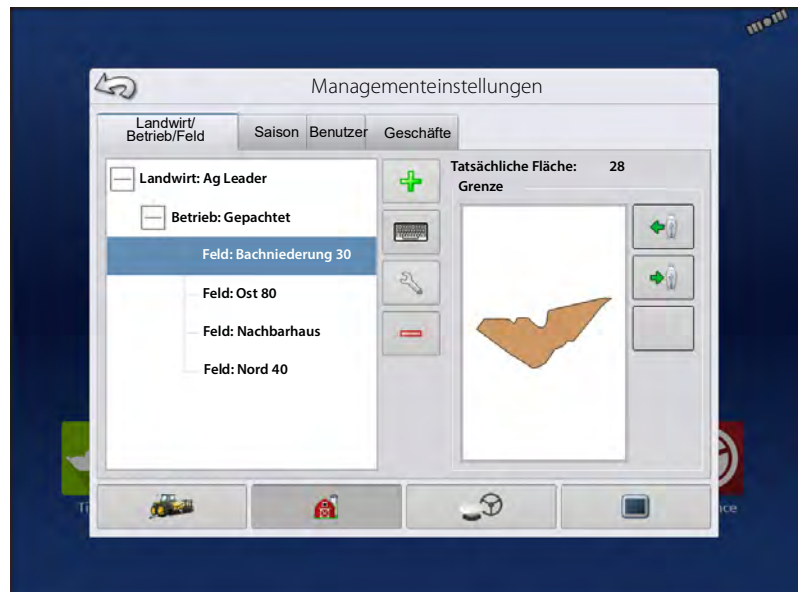 Managementeinstellungen
Landwirt/
Betrieb/Feld
Saison
Benutzer
Geschäfte
Landwirt: Ag Leader
Betrieb: Gepachtet
Feld: Bachniederung 30
Feld: Ost 80
Feld: Nachbarhaus
Feld: Nord 40
Tatsächliche Fläche: 28
Grenze